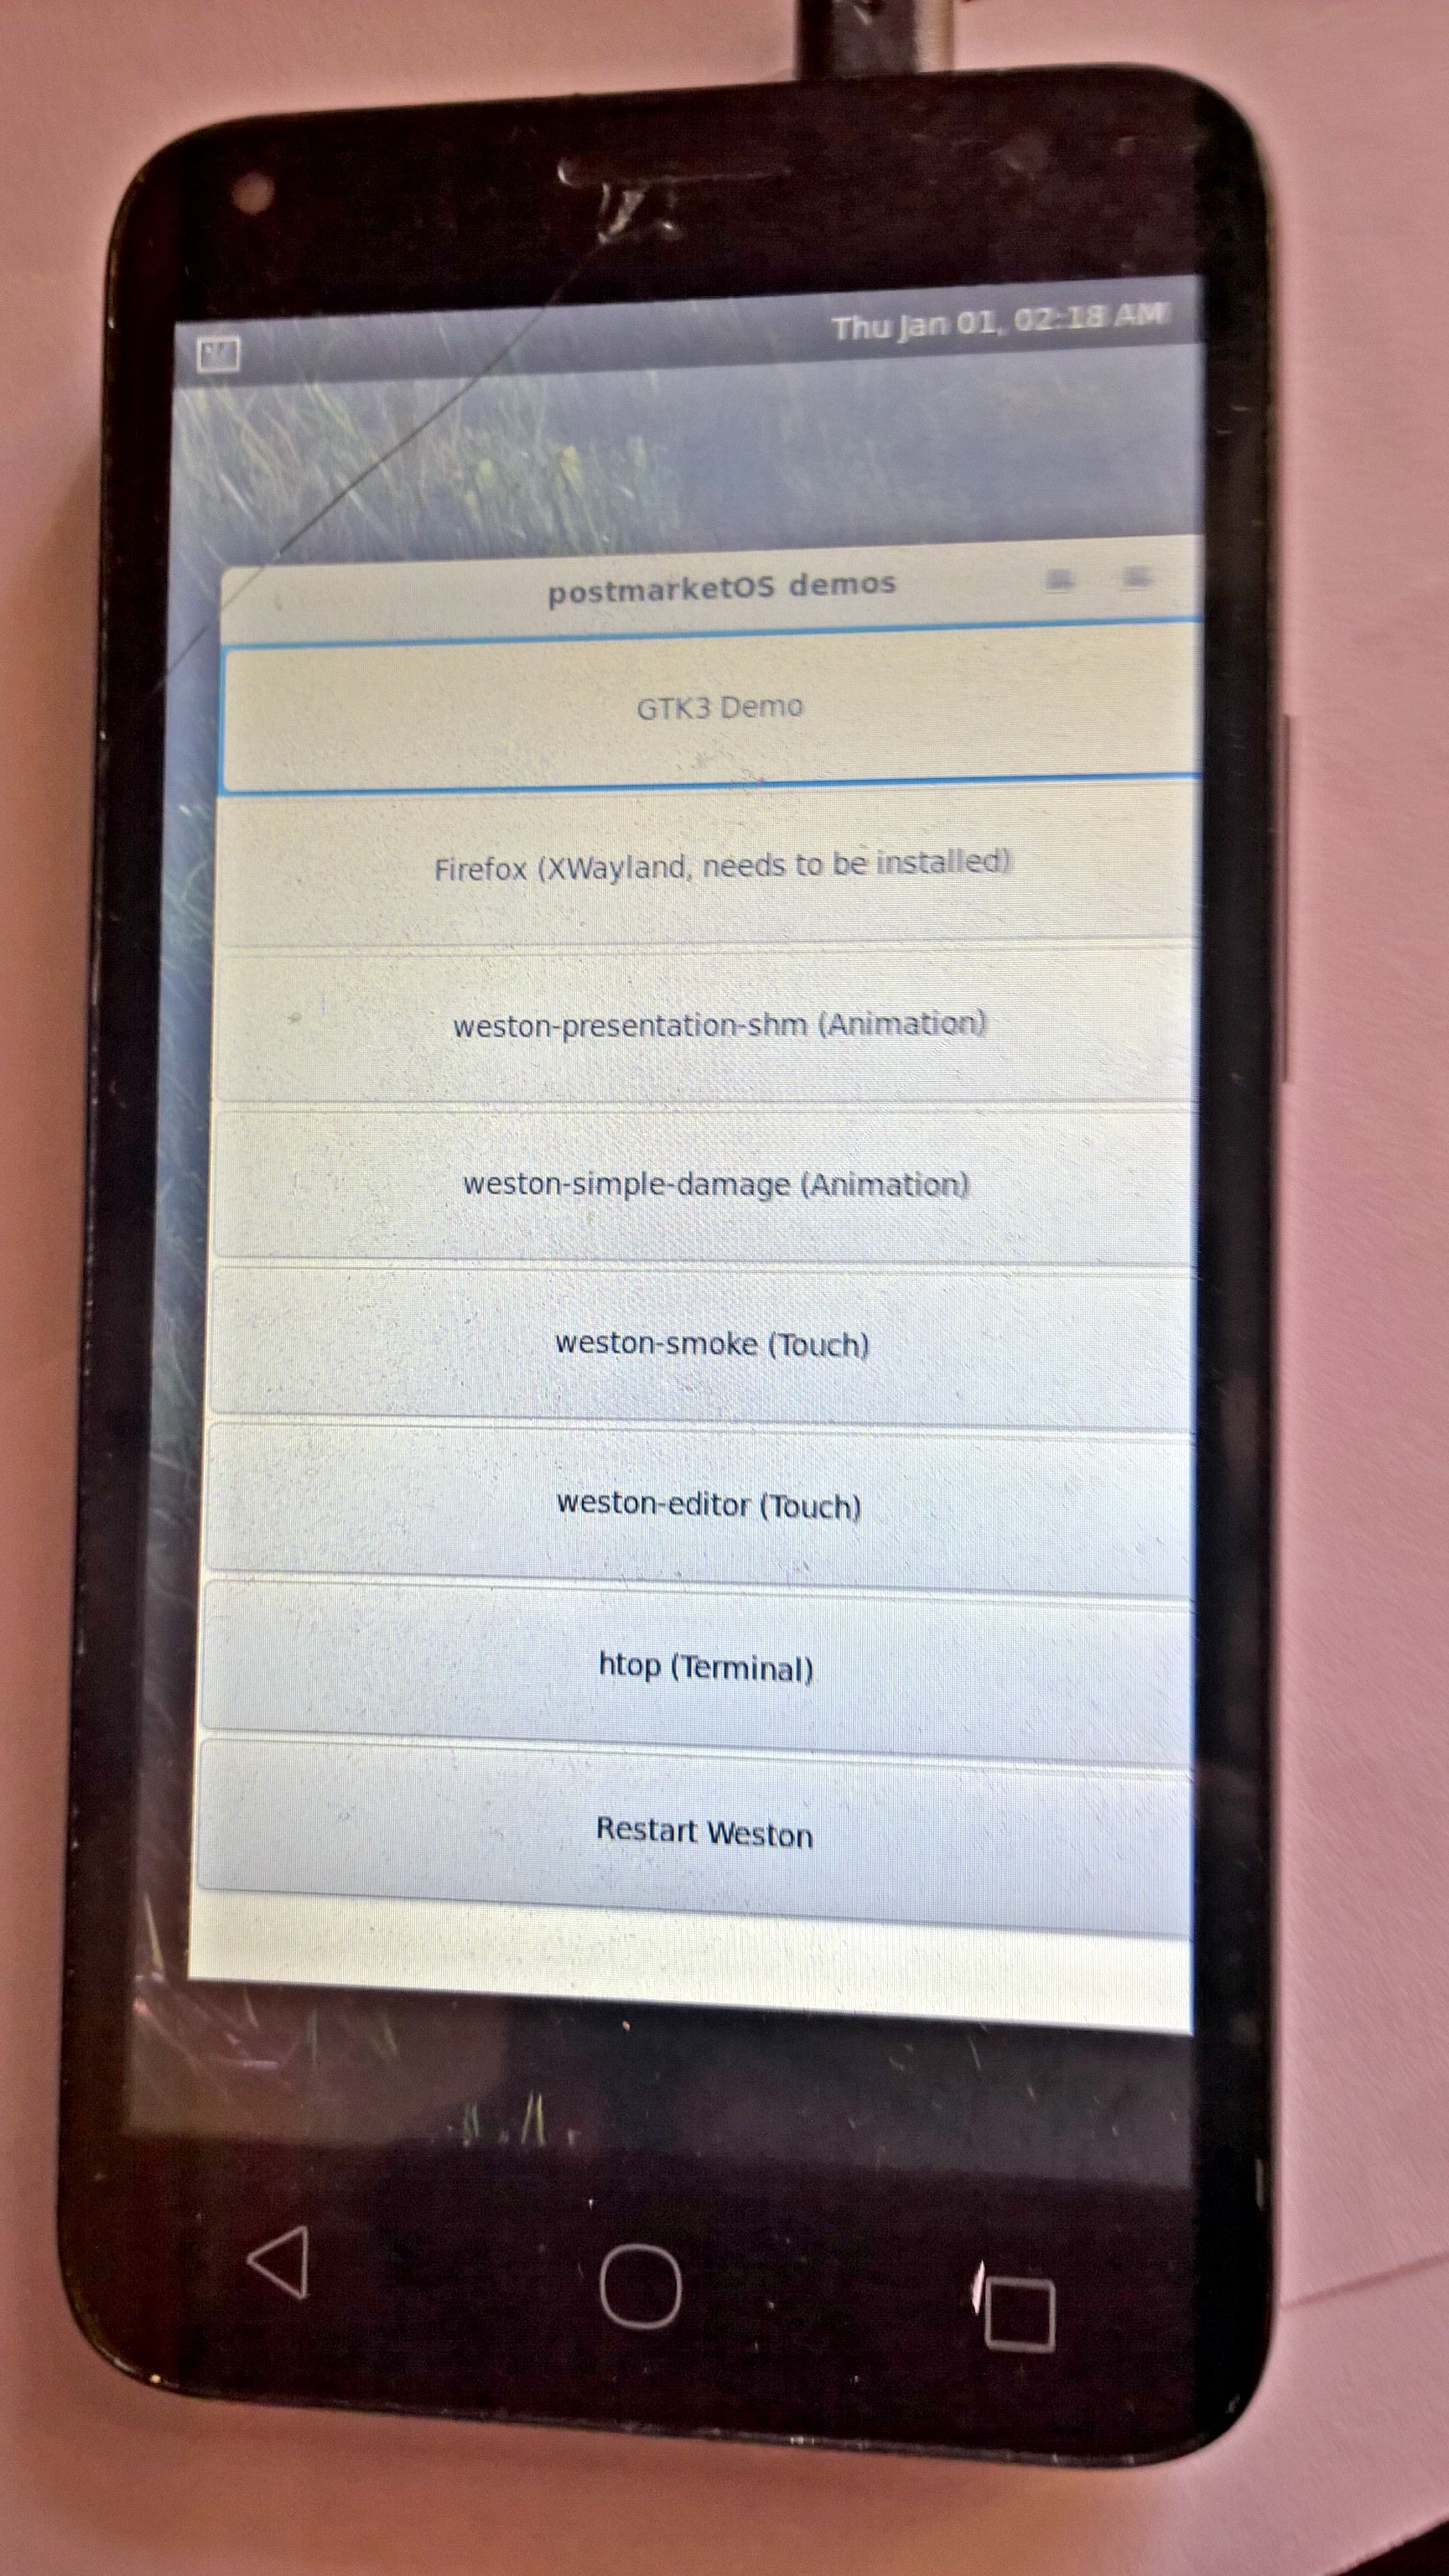 Thu Jan 01, 02:18 AM
postmarketOS demos
GTK3 Demo
Firefox (XWayland, needs to be installed)
weston-presentation-shm (Animation)
weston-simple-damage (Animation)
weston-smoke (Touch)
weston-editor (Touch)
htop (Terminal)
Restart Weston